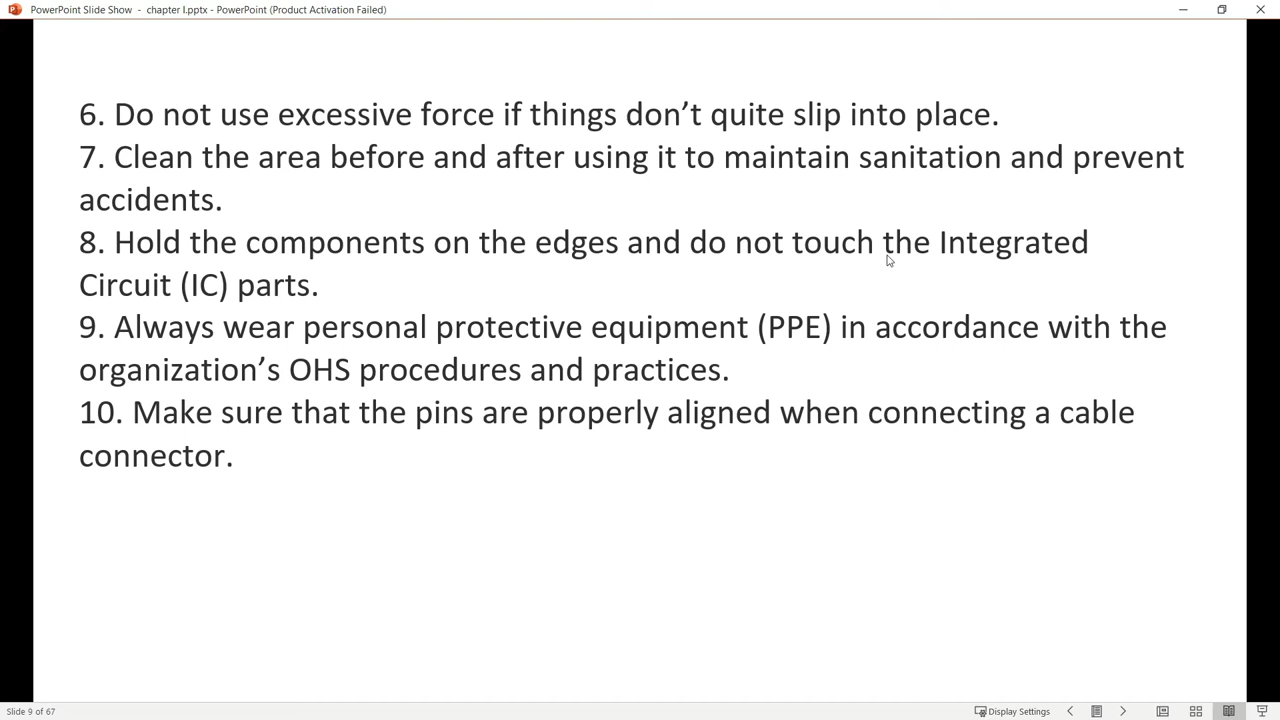 PowerPoint Slide Show - chapter I.pptx - PowerPoint (Product Activation Failed)
6. Do not use excessive force if things don’t quite slip into place.
7. Clean the area before and after using it to maintain sanitation and prevent
accidents.
8. Hold the components on the edges and do not touch the Integrated
Circuit (IC) parts.
9. Always wear personal protective equipment (PPE) in accordance with the
organization’s OHS procedures and practices.
10. Make sure that the pins are properly aligned when connecting a cable
connector.
Slide 9 of 67
Display Settings